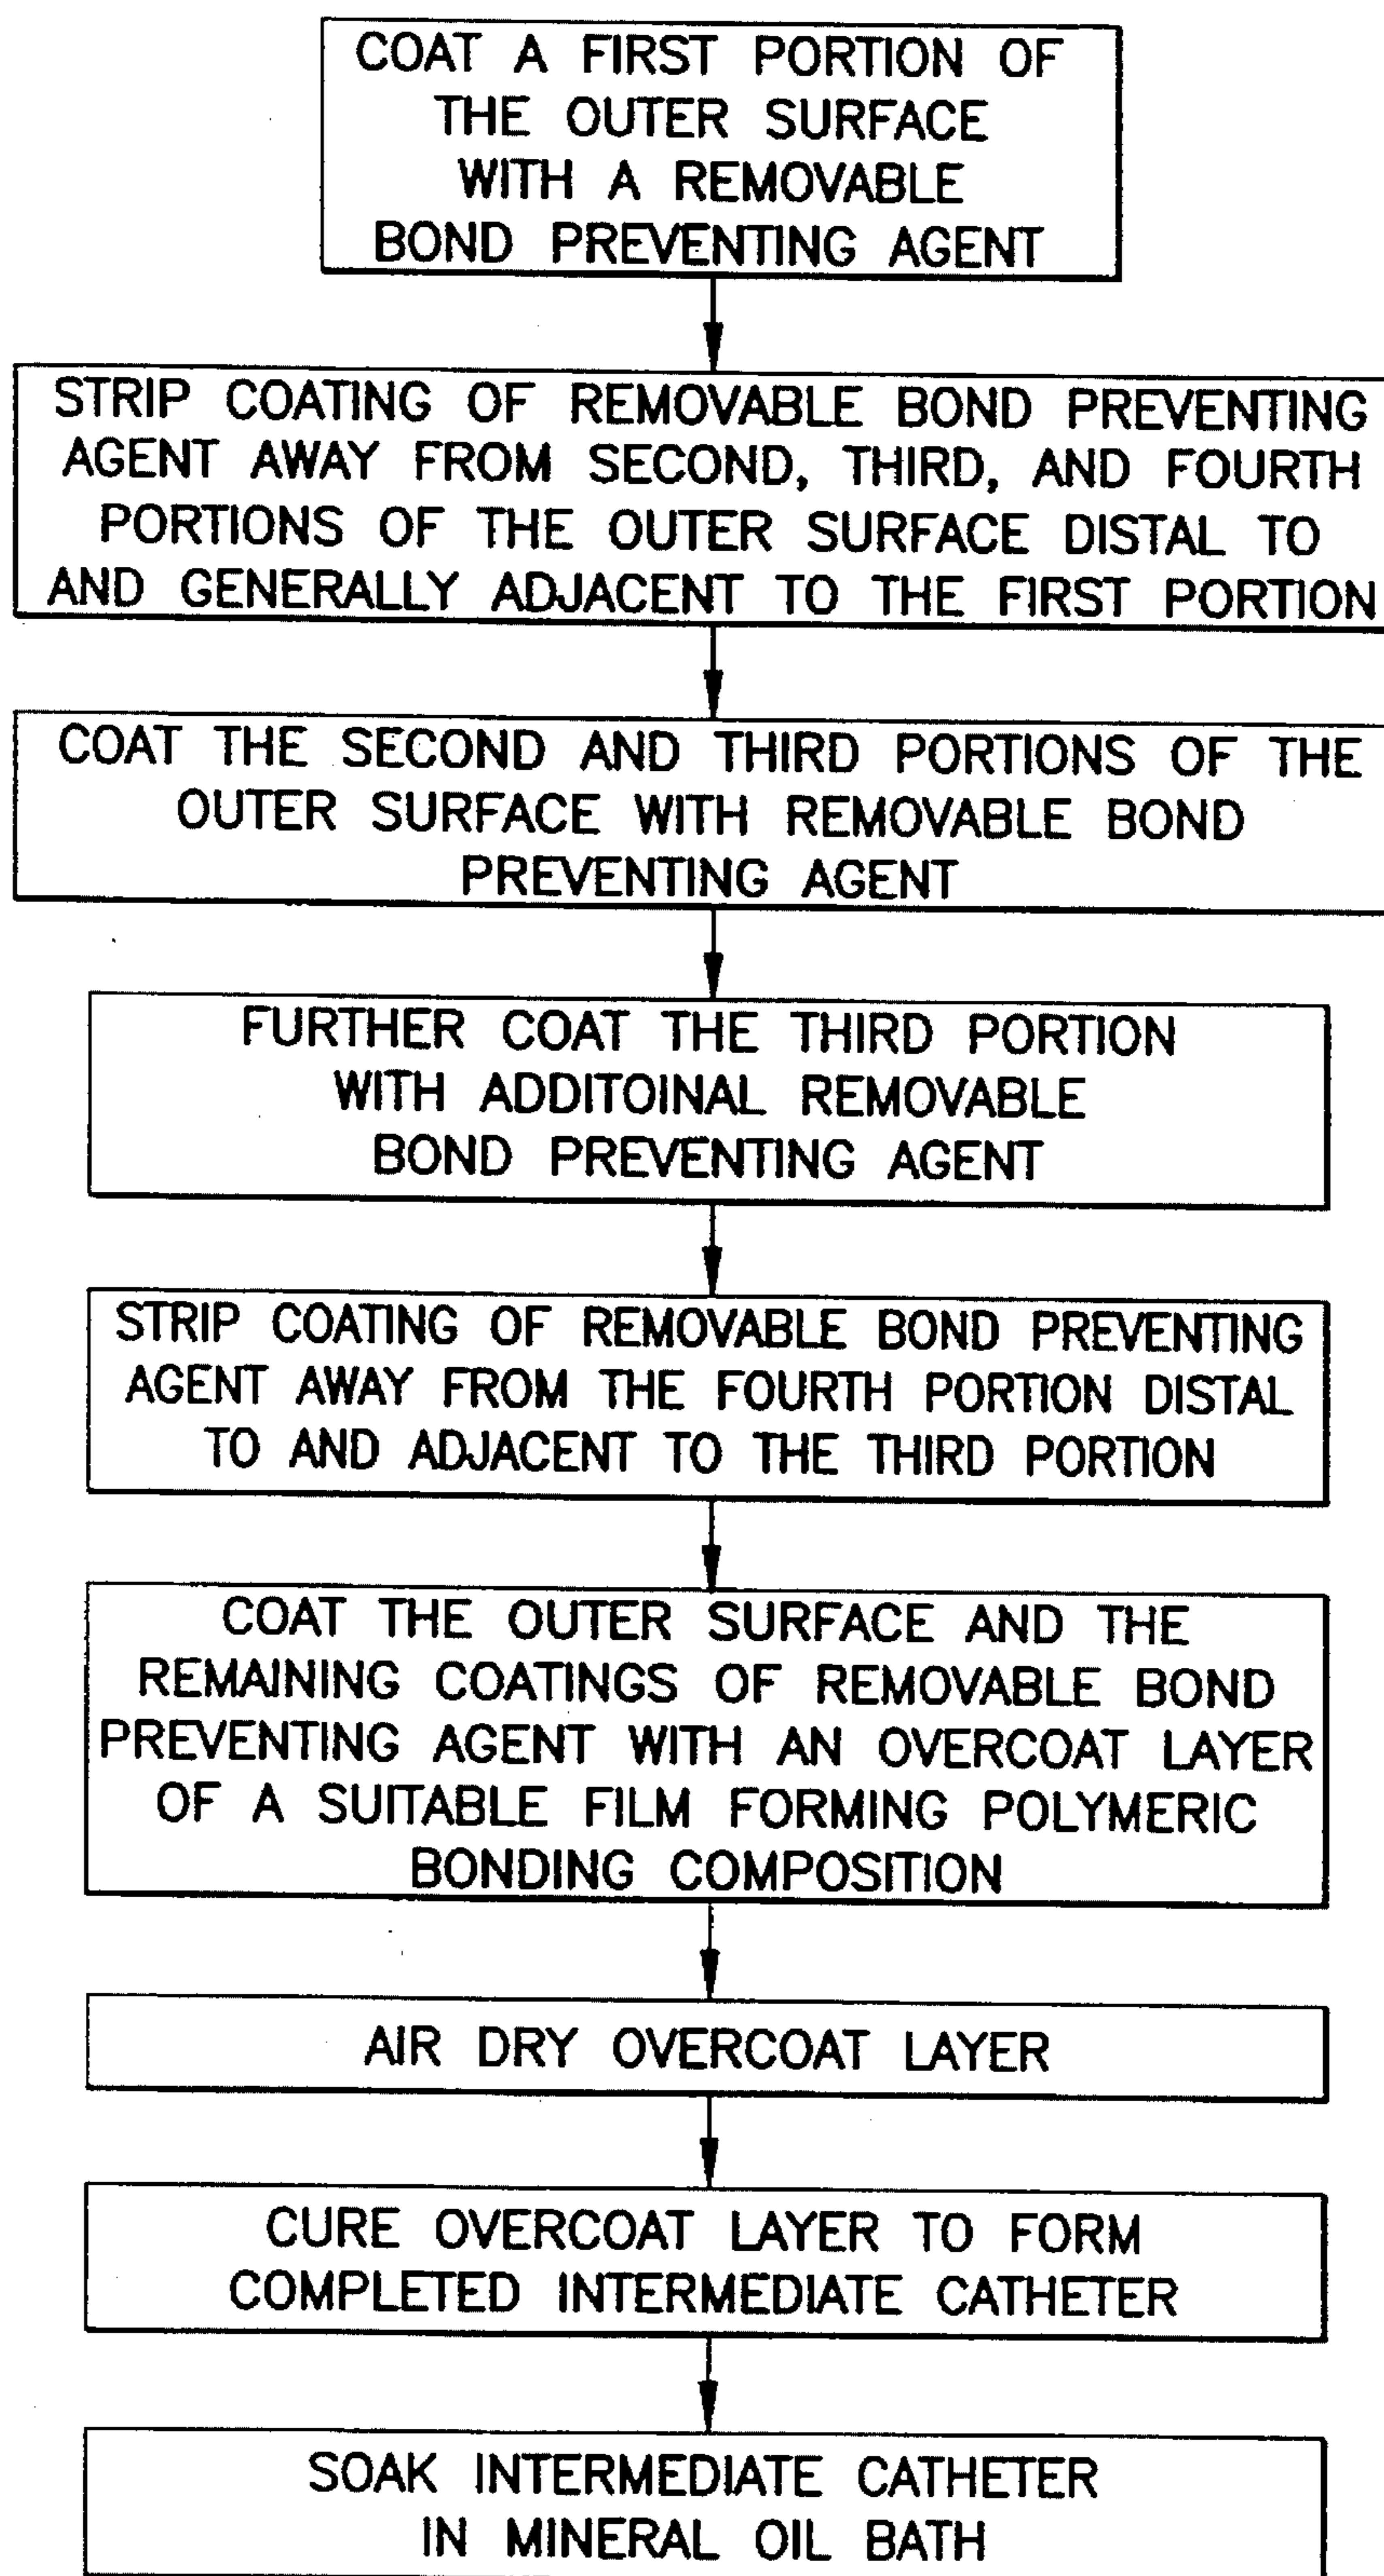 COAT A FIRST PORTION OF
THE OUTER SURFACE
WITH A REMOVABLE
BOND PREVENTING AGENT
STRIP COATING OF REMOVABLE BOND PREVENTING
AGENT AWAY FROM SECOND, THIRD, AND FOURTH
PORTIONS OF THE OUTER SURFACE DISTAL TO
AND GENERALLY ADJACENT TO THE FIRST PORTION
COAT THE SECOND AND THIRD PORTIONS OF THE
OUTER SURFACE WITH REMOVABLE BOND
PREVENTING AGENT
FURTHER COAT THE THIRD PORTION
WITH ADDITOINAL REMOVABLE
BOND PREVENTING AGENT
STRIP COATING OF REMOVABLE BOND PREVENTING
AGENT AWAY FROM THE FOURTH PORTION DISTAL
TO AND ADJACENT TO THE THIRD PORTION
COAT THE OUTER SURFACE AND THE
REMAINING COATINGS OF REMOVABLE BOND
PREVENTING AGENT WITH AN OVERCOAT LAYER
OF A SUITABLE FILM FORMING POLYMERIC
BONDING COMPOSITION
AIR DRY OVERCOAT LAYER
CURE OVERCOAT LAYER TO FORM
COMPLETED INTERMEDIATE CATHETER
SOAK INTERMEDIATE CATHETER
IN MINERAL OIL BATH